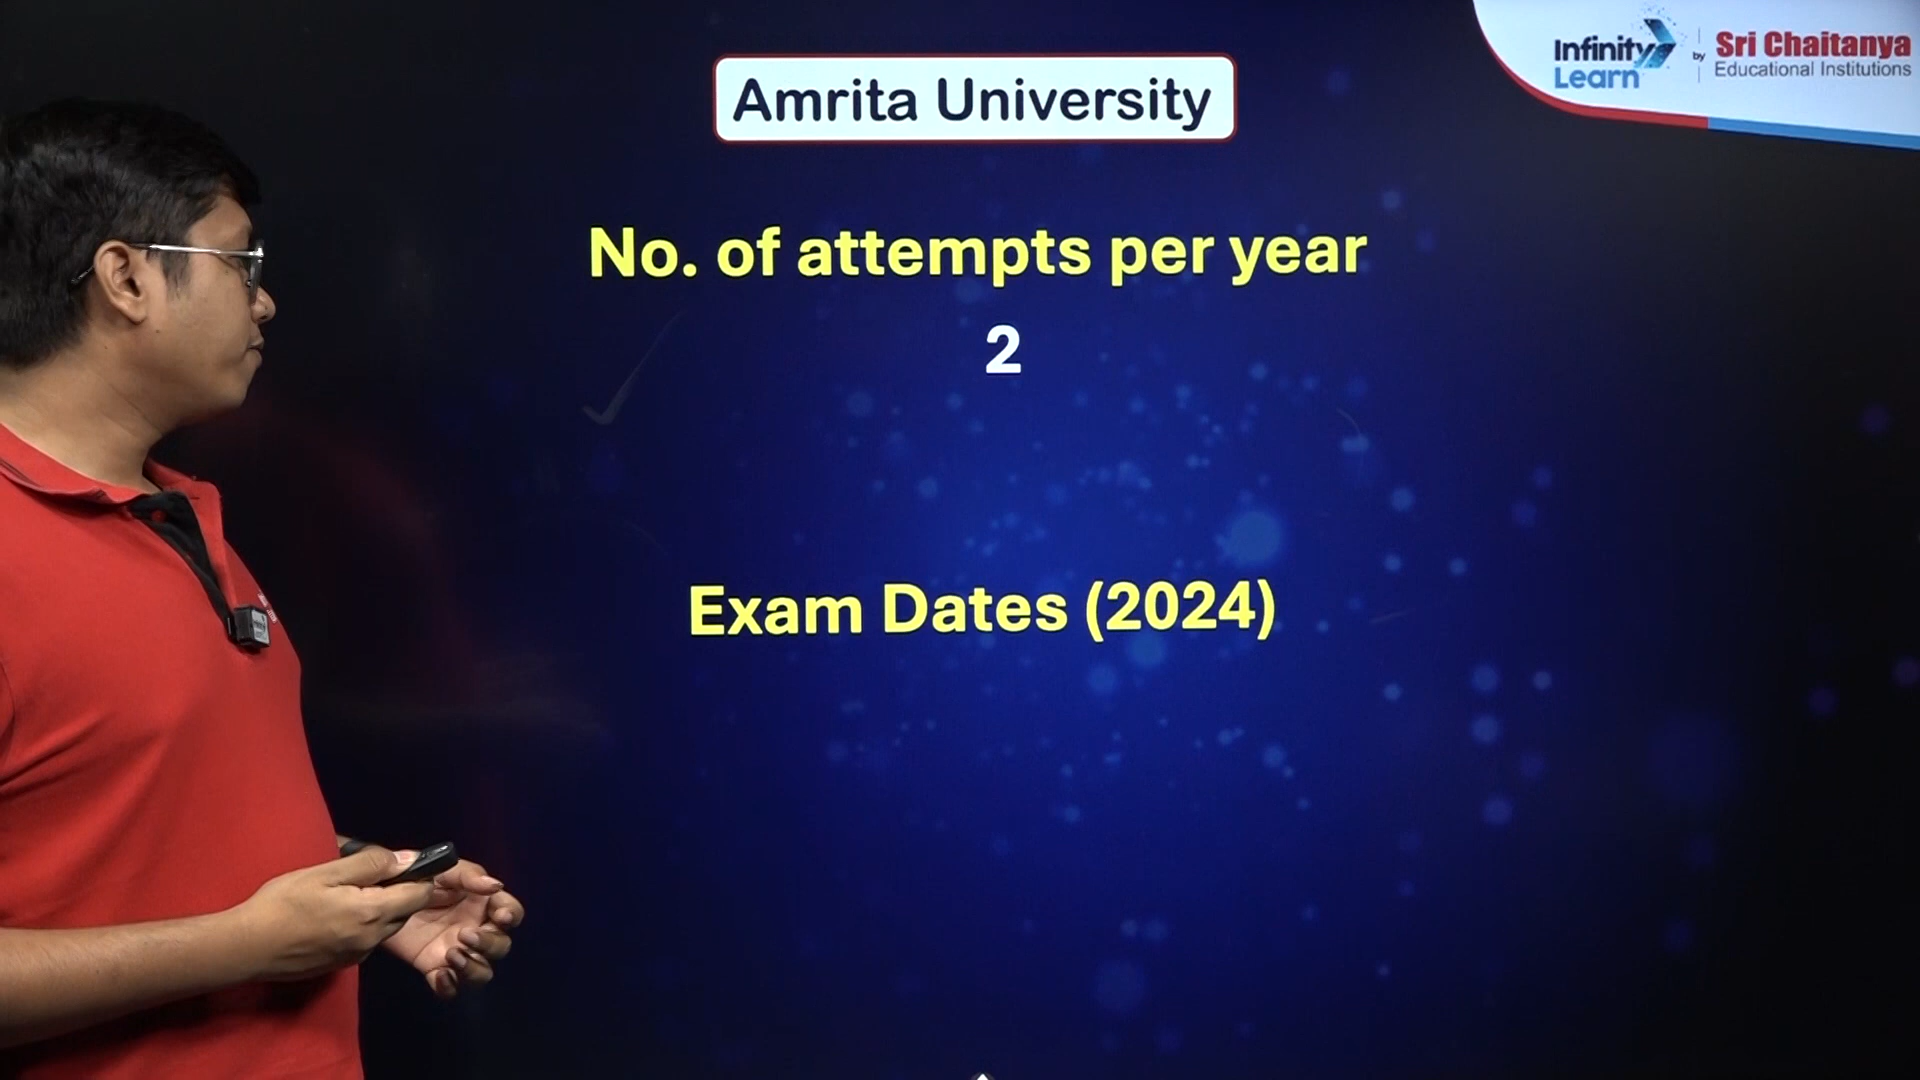 Amrita University
Infinity Learn by Sri Chaitanya Educational Institutions
No. of attempts per year
2
Exam Dates (2024)